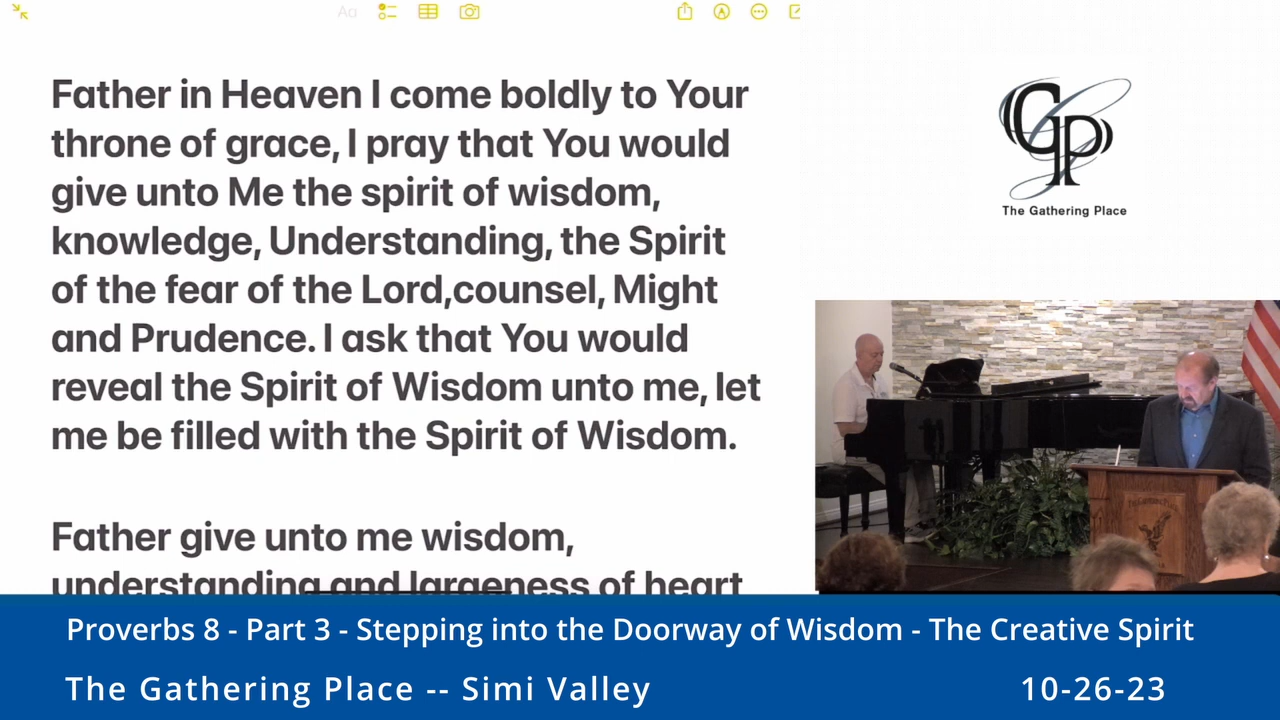 Aa
Father in Heaven I come boldly to Your
throne of grace, I pray that You would
give unto Me the spirit of wisdom,
knowledge, Understanding, the Spirit
of the fear of the Lord,counsel, Might
and Prudence. I ask that You would
reveal the Spirit of Wisdom unto me, let
me be filled with the Spirit of Wisdom.
Father give unto me wisdom,
understanding and largeness of heart
GP
The Gathering Place
Proverbs 8 - Part 3 - Stepping into the Doorway of Wisdom - The Creative Spirit
The Gathering Place -- Simi Valley
10-26-23